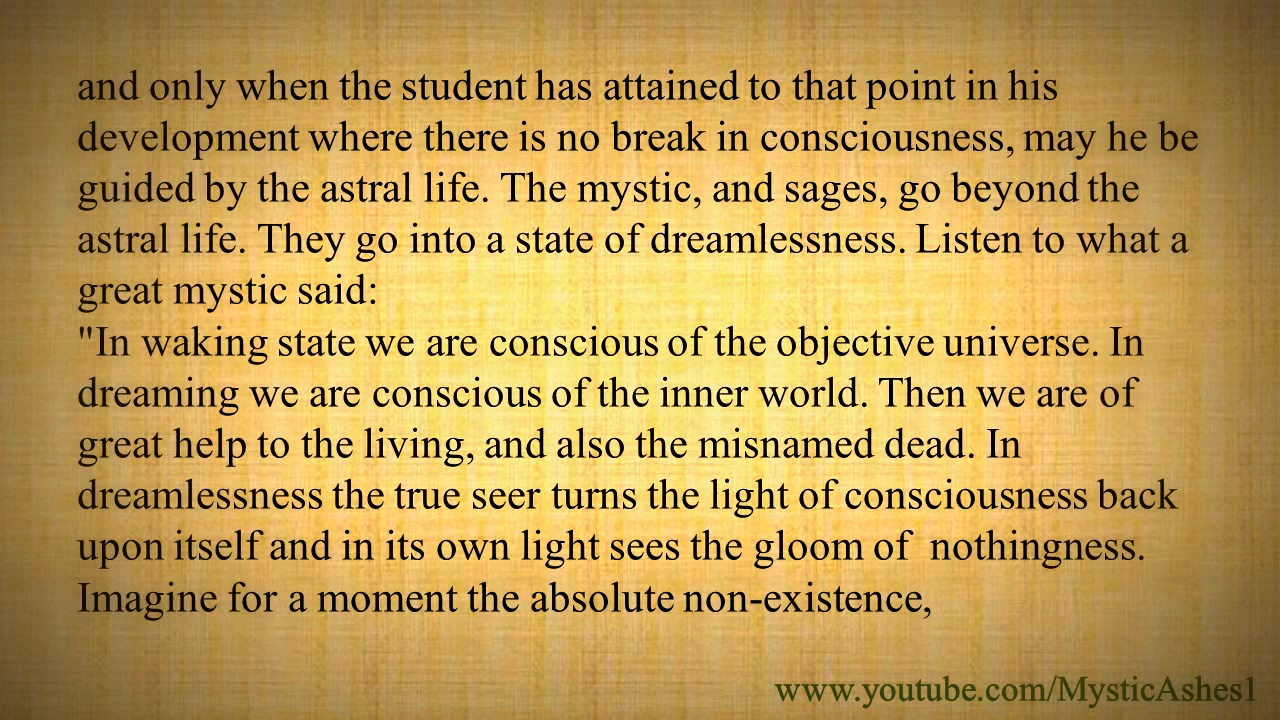 and only when the student has attained to that point in his
development where there is no break in consciousness, may he be
guided by the astral life. The mystic, and sages, go beyond the
astral life. They go into a state of dreamlessness. Listen to what a
great mystic said:
"In waking state we are conscious of the objective universe. In
dreaming we are conscious of the inner world. Then we are of
great help to the living, and also the misnamed dead. In
dreamlessness the true seer turns the light of consciousness back
upon itself and in its own light sees the gloom of  nothingness.
Imagine for a moment the absolute non-existence,
www.youtube.com/MysticAshes1